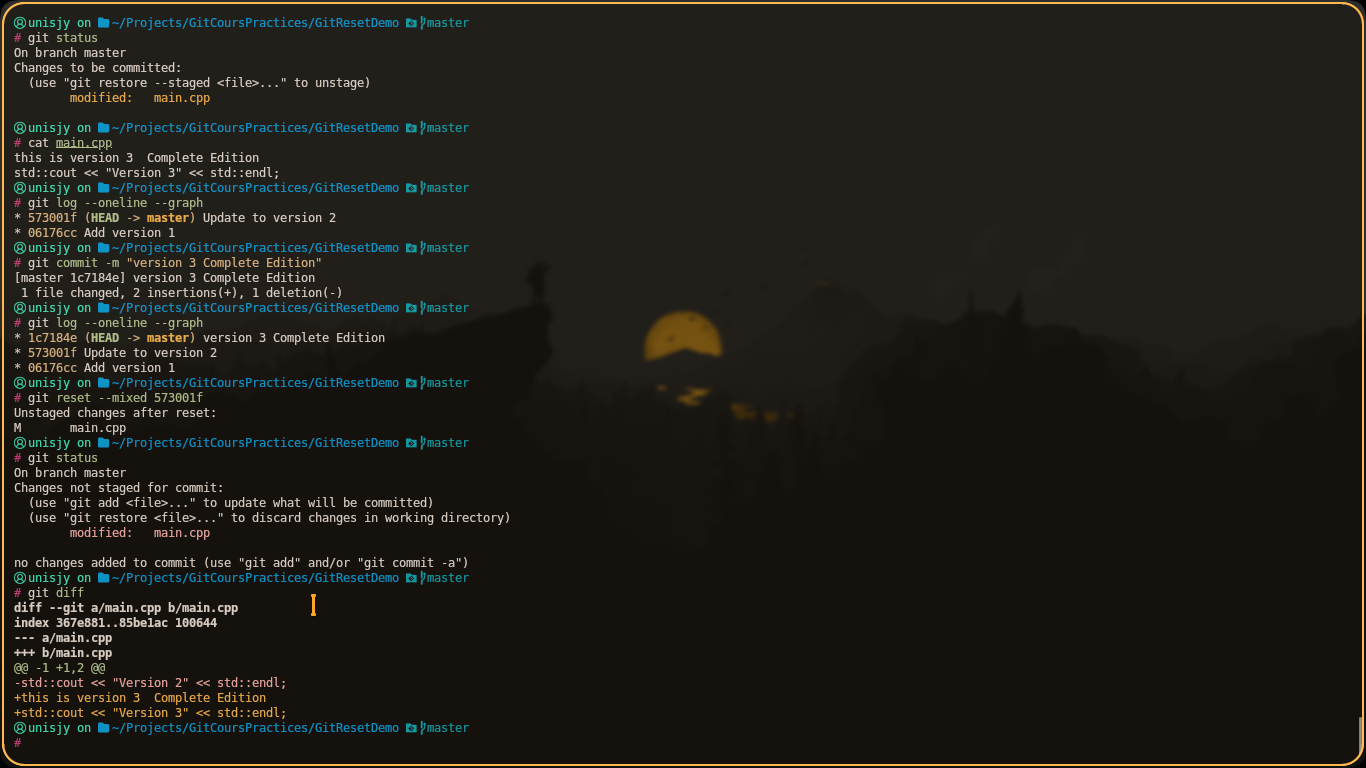 unisjy on ~/Projects/GitCoursPractices/GitResetDemo master
# git status
On branch master
Changes to be committed:
  (use "git restore --staged <file>..." to unstage)
        modified:   main.cpp

unisjy on ~/Projects/GitCoursPractices/GitResetDemo master
# cat main.cpp
this is version 3  Complete Edition
std::cout << "Version 3" << std::endl;
unisjy on ~/Projects/GitCoursPractices/GitResetDemo master
# git log --oneline --graph
* 573001f (HEAD -> master) Update to version 2
* 06176cc Add version 1
unisjy on ~/Projects/GitCoursPractices/GitResetDemo master
# git commit -m "version 3 Complete Edition"
[master 1c7184e] version 3 Complete Edition
 1 file changed, 2 insertions(+), 1 deletion(-)
unisjy on ~/Projects/GitCoursPractices/GitResetDemo master
# git log --oneline --graph
* 1c7184e (HEAD -> master) version 3 Complete Edition
* 573001f Update to version 2
* 06176cc Add version 1
unisjy on ~/Projects/GitCoursPractices/GitResetDemo master
# git reset --mixed 573001f
Unstaged changes after reset:
M       main.cpp
unisjy on ~/Projects/GitCoursPractices/GitResetDemo master
# git status
On branch master
Changes not staged for commit:
  (use "git add <file>..." to update what will be committed)
  (use "git restore <file>..." to discard changes in working directory)
        modified:   main.cpp

no changes added to commit (use "git add" and/or "git commit -a")
unisjy on ~/Projects/GitCoursPractices/GitResetDemo master
# git diff
diff --git a/main.cpp b/main.cpp
index 367e881..85be1ac 100644
--- a/main.cpp
+++ b/main.cpp
@@ -1 +1,2 @@
-std::cout << "Version 2" << std::endl;
+this is version 3  Complete Edition
+std::cout << "Version 3" << std::endl;
unisjy on ~/Projects/GitCoursPractices/GitResetDemo master
#